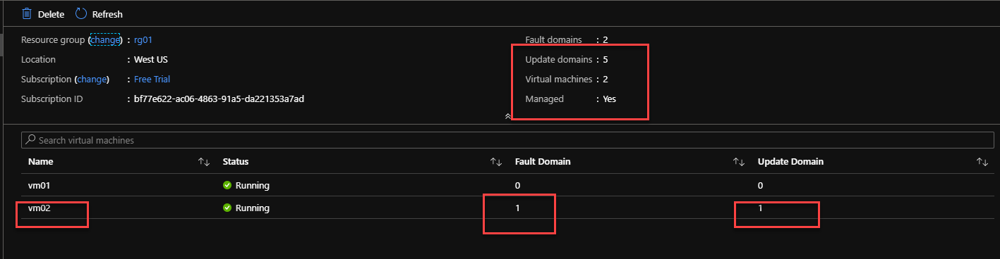 Delete Refresh
Resource group (change) : rg01 Fault domains : 2
Location : West US Update domains : 5
Subscription (change) : Free Trial Virtual machines : 2
Subscription ID : bf77e622-ac06-4863-91a5-da221353a7ad Managed : Yes
Search virtual machines
Name Status Fault Domain Update Domain
vm01 Running 0 0
vm02 Running 1 1